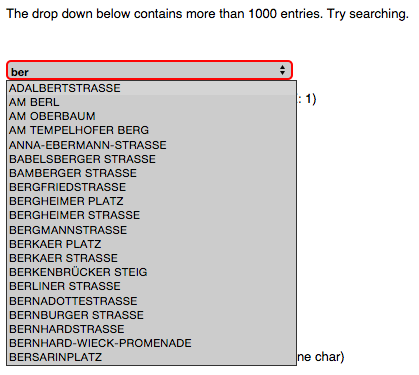 The drop down below contains more than 1000 entries. Try searching.
ber
: 1)
ADALBERTSTRASSE
AM BERL
AM OBERBAUM
AM TEMPELHOFER BERG
ANNA-EBERMANN-STRASSE
BABELSBERGER STRASSE
BAMBERGER STRASSE
BERGFRIEDSTRASSE
BERGHEIMER PLATZ
BERGHEIMER STRASSE
BERGMANNSTRASSE
BERKAER PLATZ
BERKAER STRASSE
BERKENBRÜCKER STEIG
BERLINER STRASSE
BERNADOTTESTRASSE
BERNBURGER STRASSE
BERNHARDSTRASSE
BERNHARD-WIECK-PROMENADE
BERSARINPLATZ
ne char)